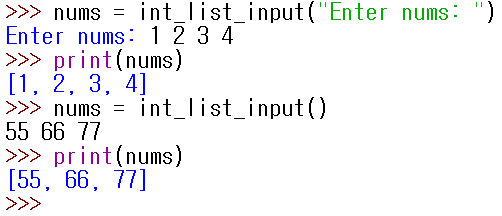 >>> nums = int_list_input("Enter nums: ")
Enter nums: 1 2 3 4
>>> print(nums)
[1, 2, 3, 4]
>>> nums = int_list_input()
55 66 77
>>> print(nums)
[55, 66, 77]
>>>